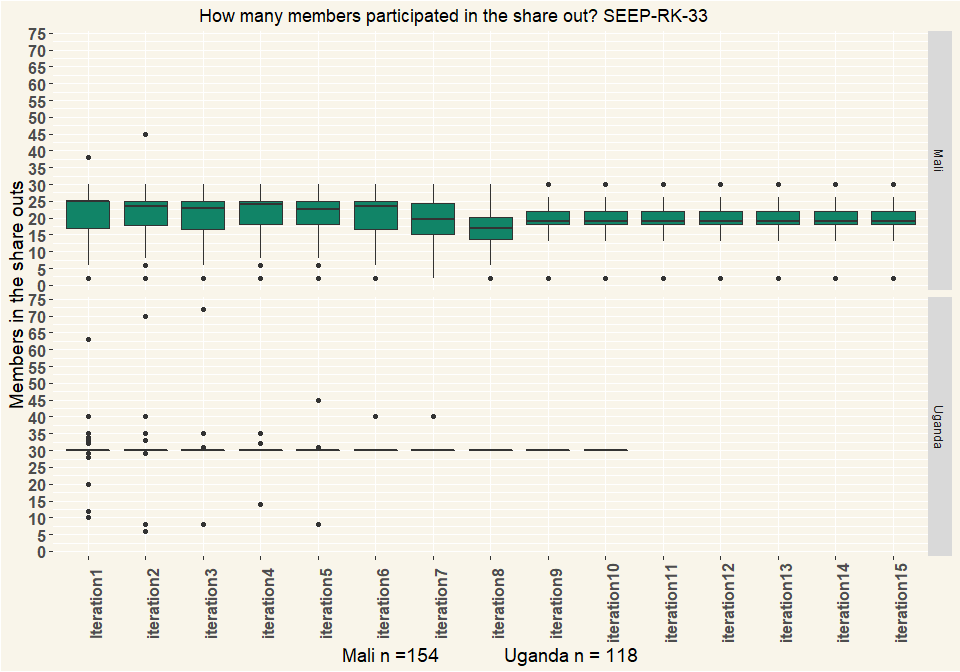 How many members participated in the share out? SEEP-RK-33
Members in the share outs
75
70
65
60
55
50
45
40
35
30
25
20
15
10
5
0
Mali
75
70
65
60
55
50
45
40
35
30
25
20
15
10
5
0
Uganda
iteration1
iteration2
iteration3
iteration4
iteration5
iteration6
iteration7
iteration8
iteration9
iteration10
iteration11
iteration12
iteration13
iteration14
iteration15
Mali n =154 Uganda n = 118